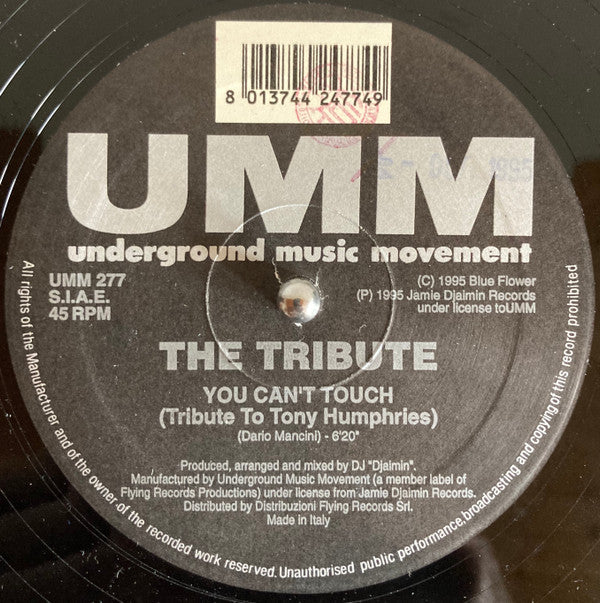 8 013744 247749
UMM
underground music movement
UMM 277
S.I.A.E.
45 RPM
(C) 1995 Blue Flower
(P) 1995 Jamie Djaimin Records
under license toUMM
THE TRIBUTE
YOU CAN'T TOUCH
(Tribute To Tony Humphries)
(Dario Mancini) - 6'20"
Produced, arranged and mixed by DJ "Djaimin".
Manufactured by Underground Music Movement (a member label of
Flying Records Productions) under license from Jamie Djaimin Records.
Distributed by Distribuzioni Flying Records Srl.
Made in Italy
All rights of the Manufacturer and of the owner of the recorded work reserved. Unauthorised public performance, broadcasting and copying of this record prohibited